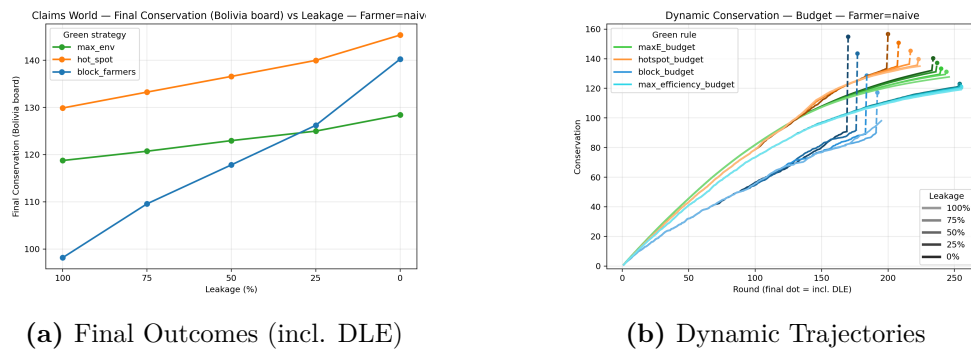 Claims World — Final Conservation (Bolivia board) vs Leakage — Farmer=naive
Green strategy
max_env
hot_spot
block_farmers
Final Conservation (Bolivia board)
140
130
120
110
100
100
75
50
25
0
Leakage (%)
(a) Final Outcomes (incl. DLE)
Dynamic Conservation — Budget — Farmer=naive
Green rule
maxE_budget
hotspot_budget
block_budget
max_efficiency_budget
Conservation
160
140
120
100
80
60
40
20
0
Leakage
100%
75%
50%
25%
0%
0
50
100
150
200
250
Round (final dot = incl. DLE)
(b) Dynamic Trajectories